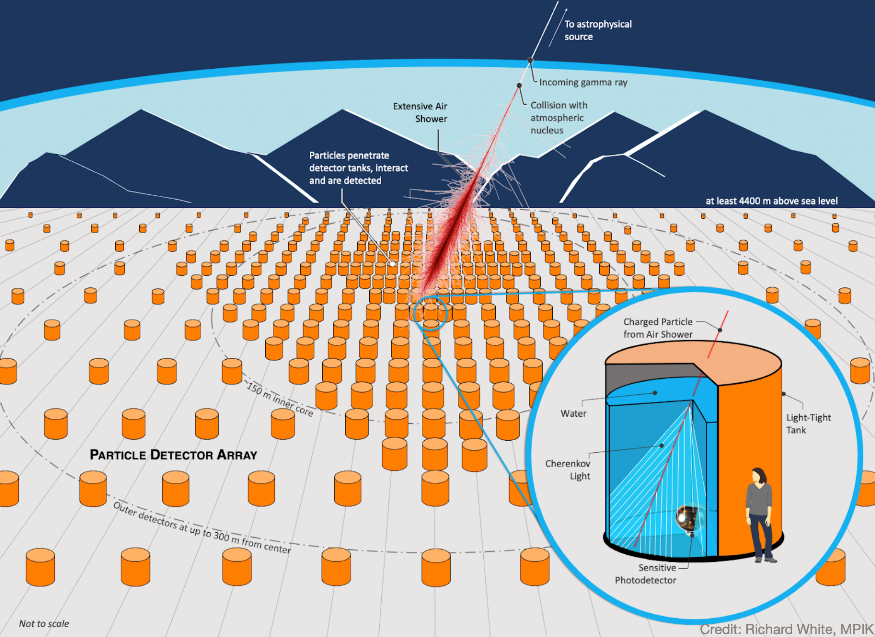 To astrophysical
source
Incoming gamma ray
Collision with
atmospheric
nucleus
Extensive Air
Shower
Particles penetrate
detector tanks, interact
and are detected
at least 4400 m above sea level
Charged Particle
from Air Shower
Water
Light-Tight
Tank
Cherenkov
Light
Sensitive
Photodetector
150 m inner core
PARTICLE DETECTOR ARRAY
Outer detectors at up to 300 m from center
Not to scale
Credit: Richard White, MPIK